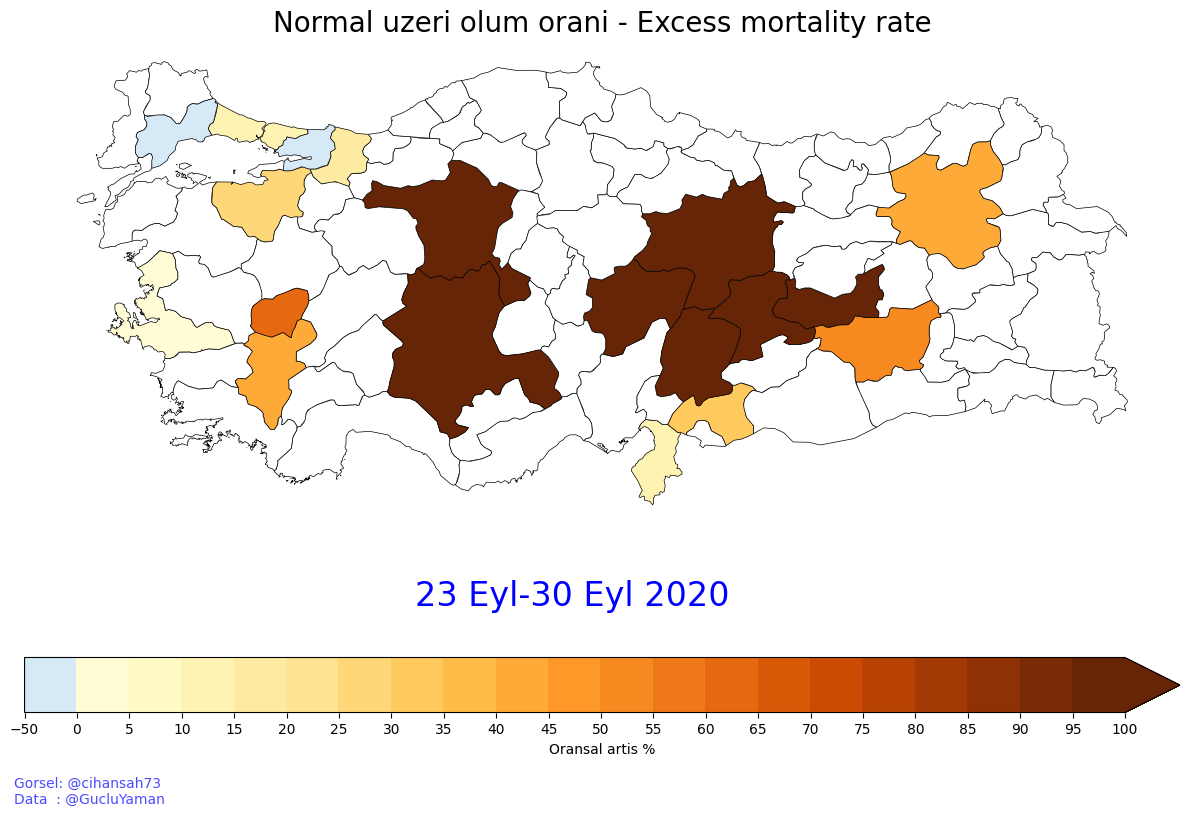 Normal uzeri olum orani - Excess mortality rate
23 Eyl-30 Eyl 2020
−50 0 5 10 15 20 25 30 35 40 45 50 55 60 65 70 75 80 85 90 95 100
Oransal artis %
Gorsel: @cihansah73
Data : @GucluYaman